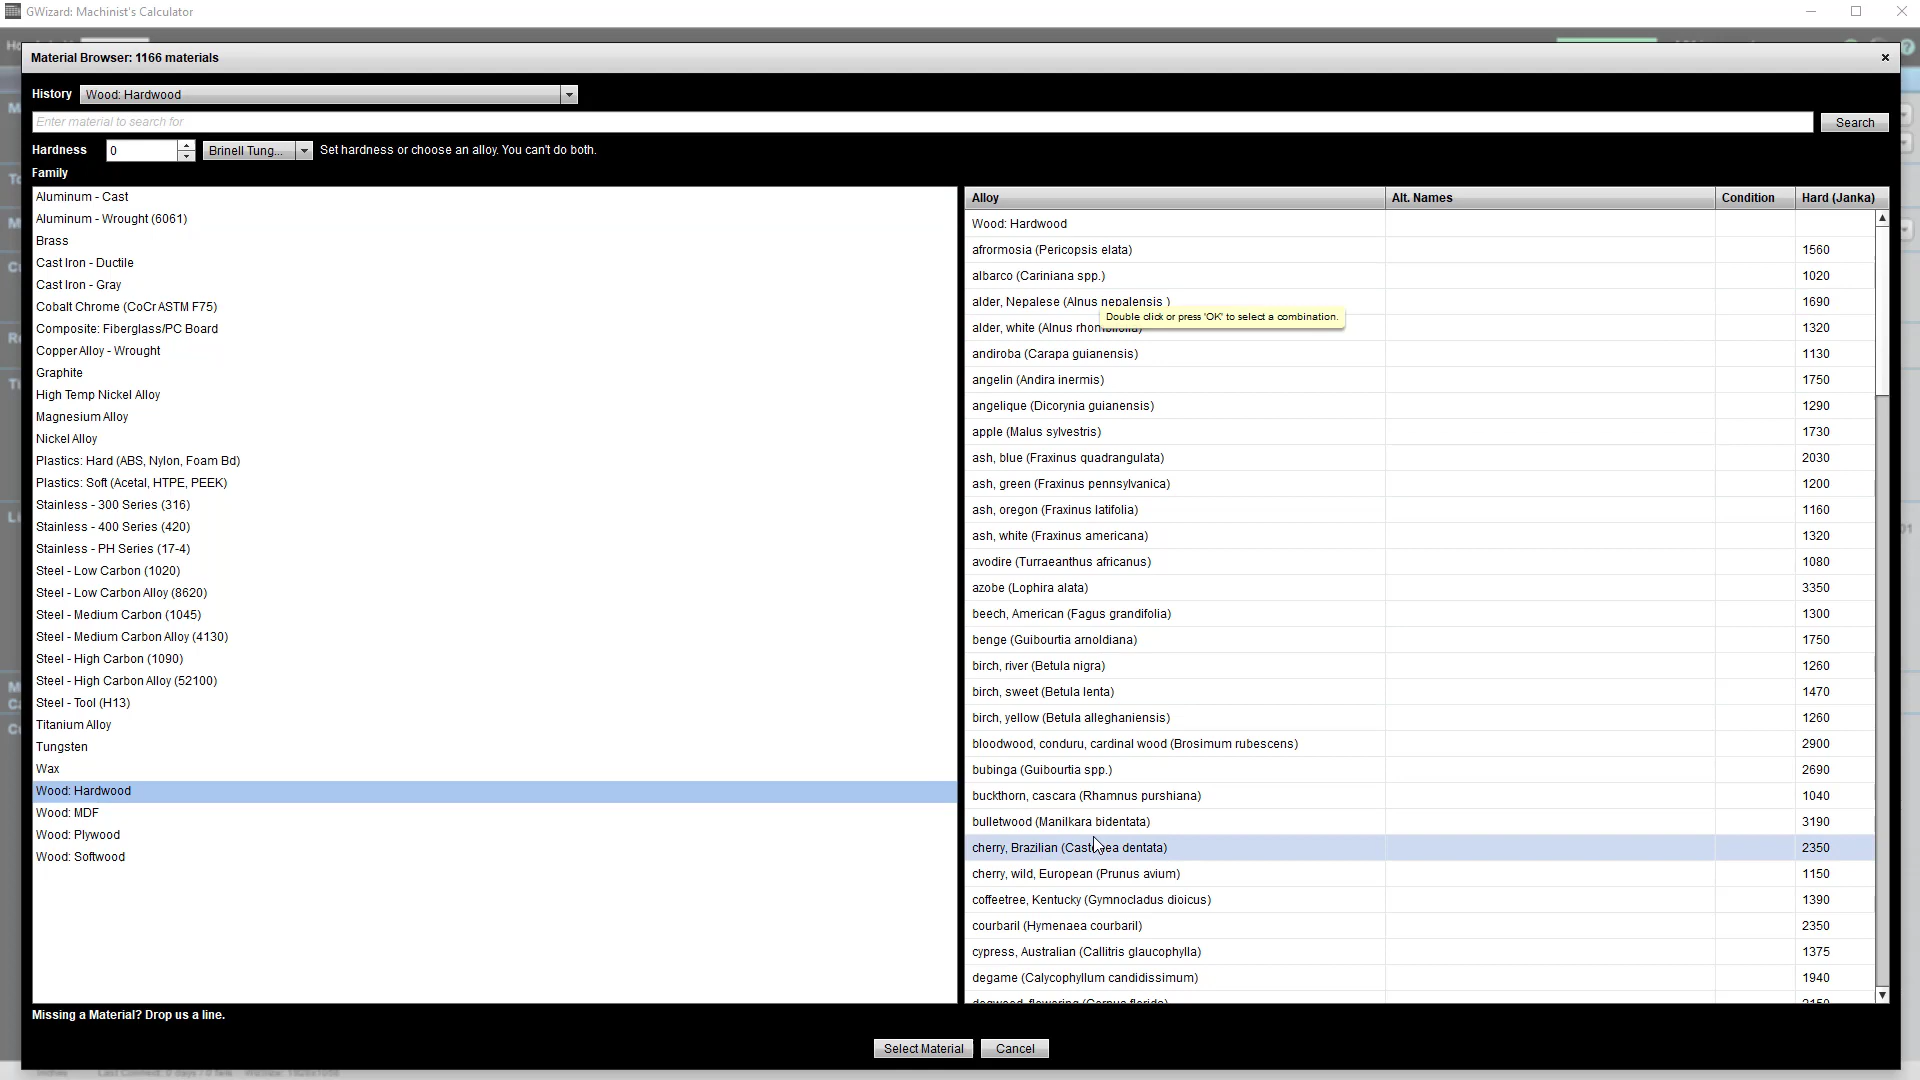 GWizard: Machinist's Calculator
Material Browser: 1166 materials
History Wood: Hardwood
Enter material to search for Search
Hardness 0 Brinell Tung... Set hardness or choose an alloy. You can't do both.
Family
Aluminum - Cast
Aluminum - Wrought (6061)
Brass
Cast Iron - Ductile
Cast Iron - Gray
Cobalt Chrome (CoCr ASTM F75)
Composite: Fiberglass/PC Board
Copper Alloy - Wrought
Graphite
High Temp Nickel Alloy
Magnesium Alloy
Nickel Alloy
Plastics: Hard (ABS, Nylon, Foam Bd)
Plastics: Soft (Acetal, HTPE, PEEK)
Stainless - 300 Series (316)
Stainless - 400 Series (420)
Stainless - PH Series (17-4)
Steel - Low Carbon (1020)
Steel - Low Carbon Alloy (8620)
Steel - Medium Carbon (1045)
Steel - Medium Carbon Alloy (4130)
Steel - High Carbon (1090)
Steel - High Carbon Alloy (52100)
Steel - Tool (H13)
Titanium Alloy
Tungsten
Wax
Wood: Hardwood
Wood: MDF
Wood: Plywood
Wood: Softwood
Alloy Alt. Names Condition Hard (Janka)
Wood: Hardwood
afrormosia (Pericopsis elata) 1560
albarco (Cariniana spp.) 1020
alder, Nepalese (Alnus nepalensis ) 1690
Double click or press 'OK' to select a combination.
alder, white (Alnus 1320
andiroba (Carapa guianensis) 1130
angelin (Andira inermis) 1750
angelique (Dicorynia guianensis) 1290
apple (Malus sylvestris) 1730
ash, blue (Fraxinus quadrangulata) 2030
ash, green (Fraxinus pennsylvanica) 1200
ash, oregon (Fraxinus latifolia) 1160
ash, white (Fraxinus americana) 1320
avodire (Turraeanthus africanus) 1080
azobe (Lophira alata) 3350
beech, American (Fagus grandifolia) 1300
benge (Guibourtia arnoldiana) 1750
birch, river (Betula nigra) 1260
birch, sweet (Betula lenta) 1470
birch, yellow (Betula alleghaniensis) 1260
bloodwood, conduru, cardinal wood (Brosimum rubescens) 2900
bubinga (Guibourtia spp.) 2690
buckthorn, cascara (Rhamnus purshiana) 1040
bulletwood (Manilkara bidentata) 3190
cherry, Brazilian dentata) 2350
cherry, wild, European (Prunus avium) 1150
coffeetree, Kentucky (Gymnocladus dioicus) 1390
courbaril (Hymenaea courbaril) 2350
cypress, Australian (Callitris glaucophylla) 1375
degame (Calycophyllum candidissimum) 1940
Missing a Material? Drop us a line.
Select Material Cancel